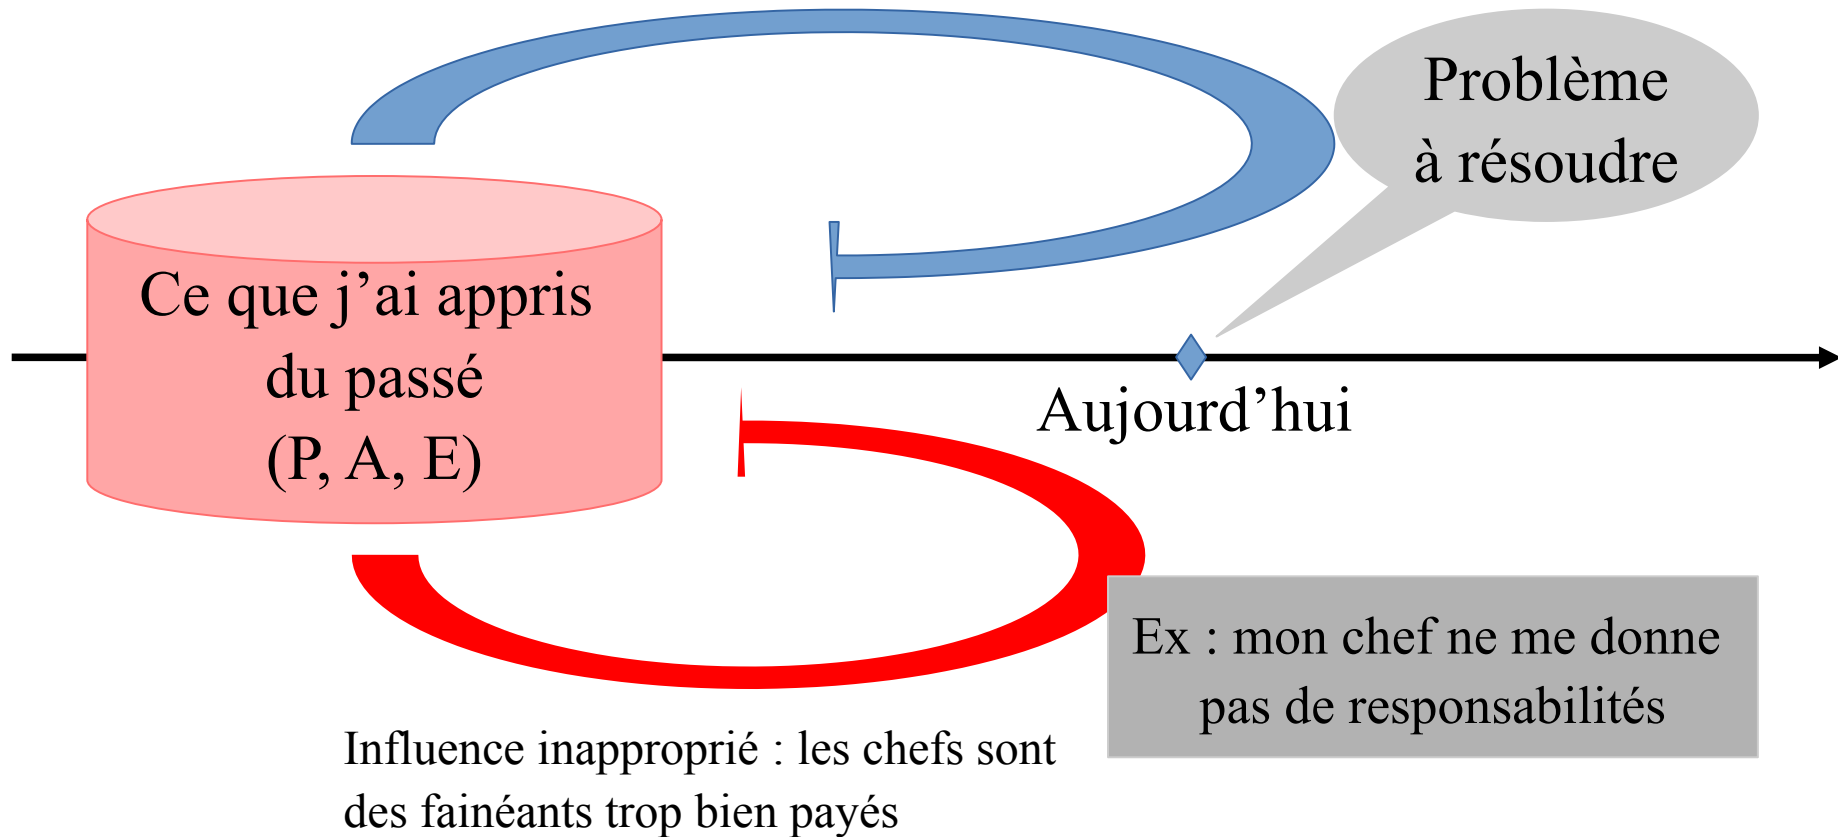 Problème
à résoudre
Ce que j’ai appris
du passé
(P, A, E)
Aujourd’hui
Ex : mon chef ne me donne
pas de responsabilités
Influence inapproprié : les chefs sont
des fainéants trop bien payés